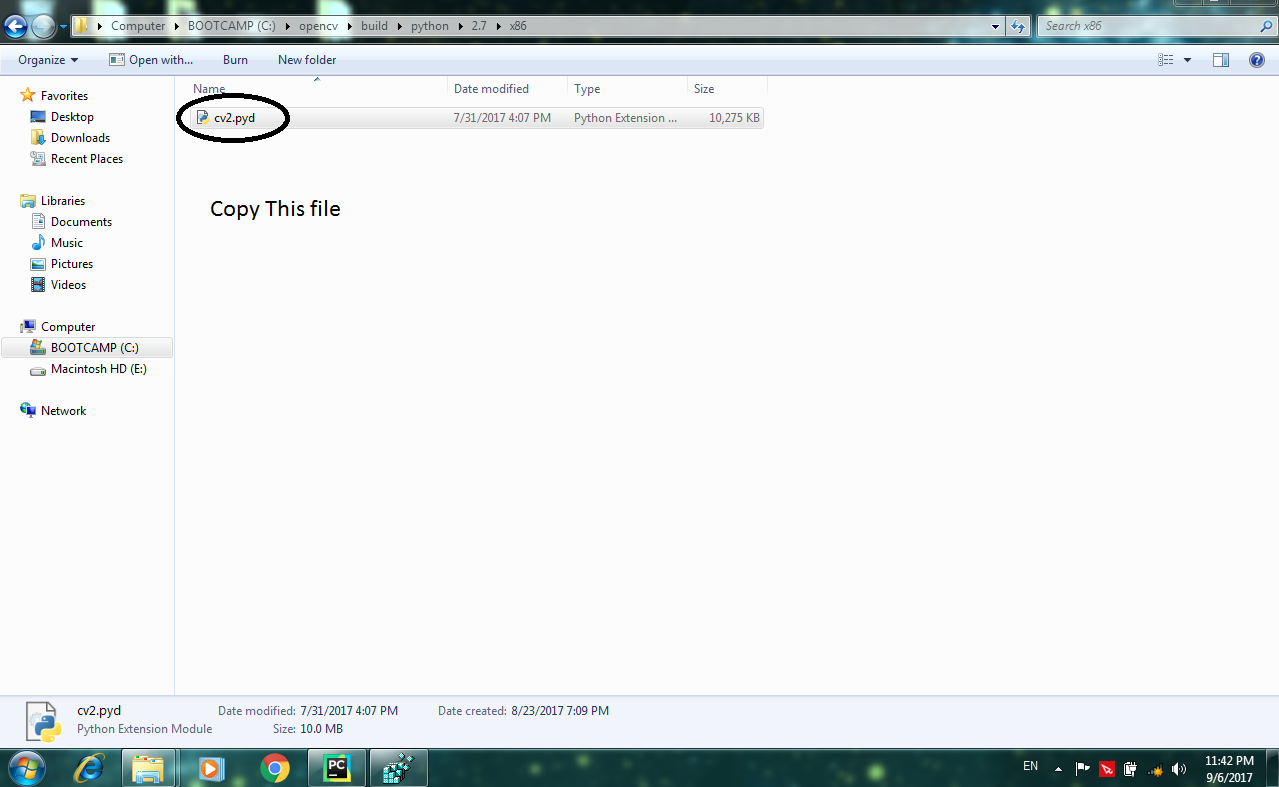 Computer BOOTCAMP (C:) opencv build python 2.7 x86 Search x86
Organize Open with... Burn New folder
Name Date modified Type Size
cv2.pyd 7/31/2017 4:07 PM Python Extension ... 10,275 KB
Favorites
Desktop
Downloads
Recent Places
Libraries
Documents
Music
Pictures
Videos
Computer
BOOTCAMP (C:)
Macintosh HD (E:)
Network
Copy This file
cv2.pyd Date modified: 7/31/2017 4:07 PM Date created: 8/23/2017 7:09 PM
Python Extension Module Size: 10.0 MB
PC
EN
11:42 PM
9/6/2017